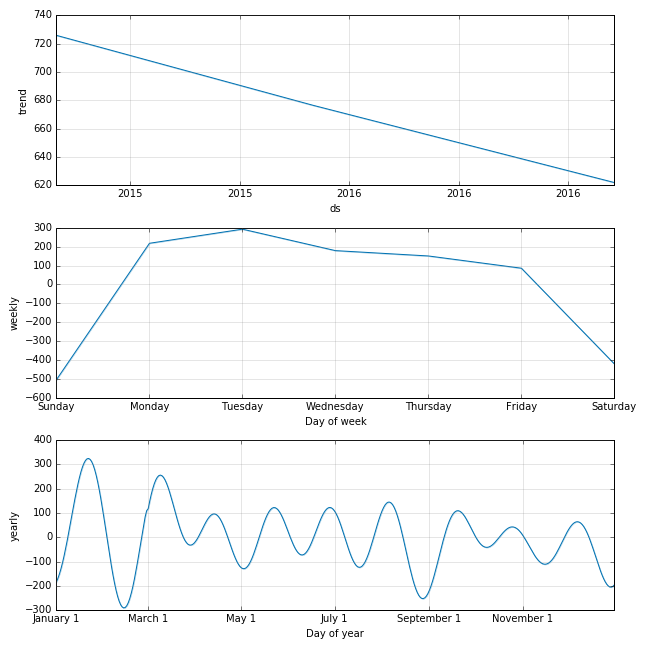 740
720
700
680
660
640
620
trend
2015 2015 2016 2016 2016
ds
300
200
100
0
−100
−200
−300
−400
−500
−600
weekly
Sunday Monday Tuesday Wednesday Thursday Friday Saturday
Day of week
400
300
200
100
0
−100
−200
−300
yearly
January 1 March 1 May 1 July 1 September 1 November 1
Day of year